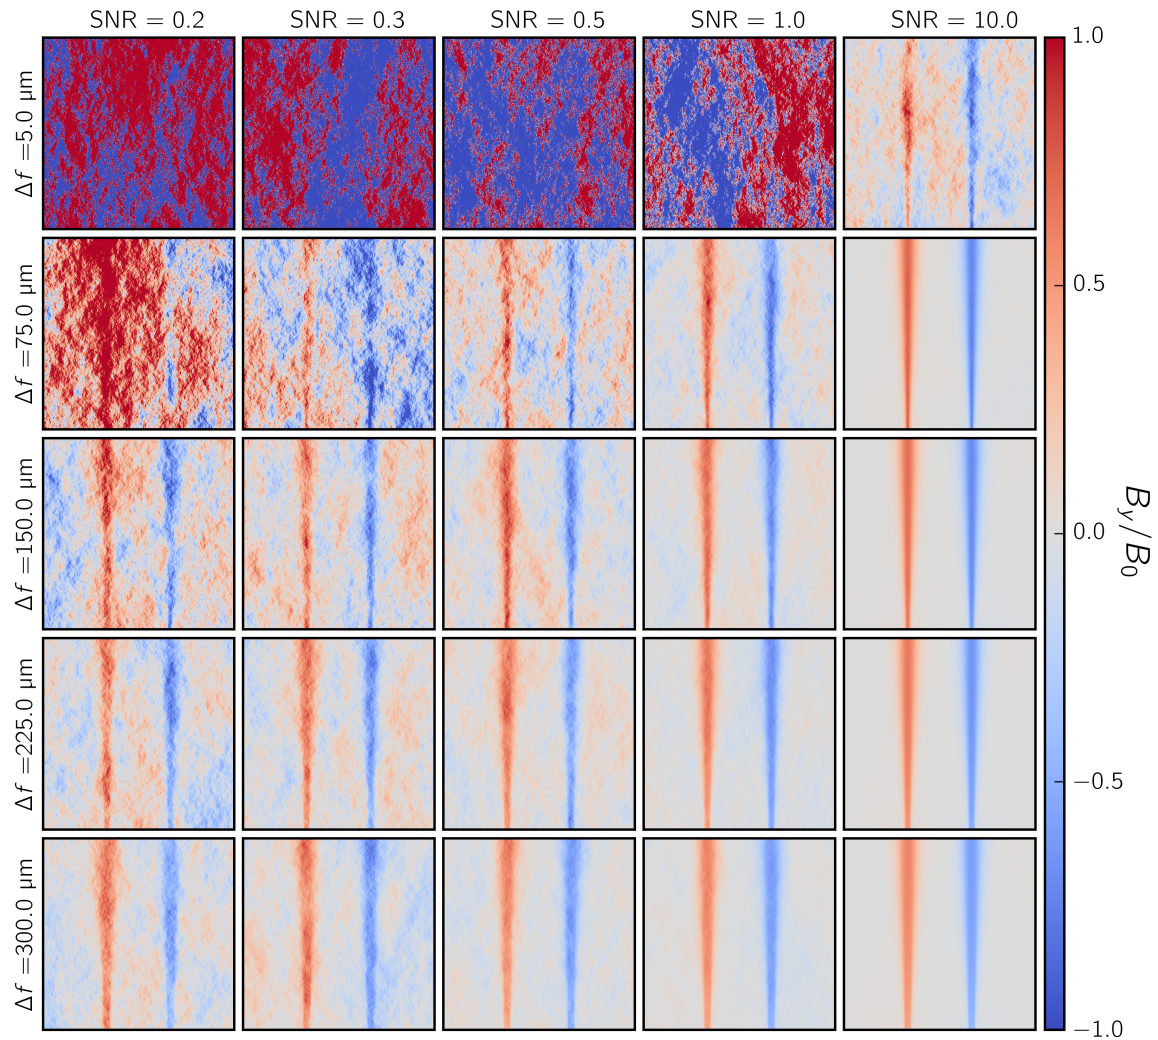 SNR = 0.2
SNR = 0.3
SNR = 0.5
SNR = 1.0
SNR = 10.0
Δf =5.0 μm
Δf =75.0 μm
Δf =150.0 μm
Δf =225.0 μm
Δf =300.0 μm
1.0
0.5
0.0
−0.5
−1.0
B_y/B_0